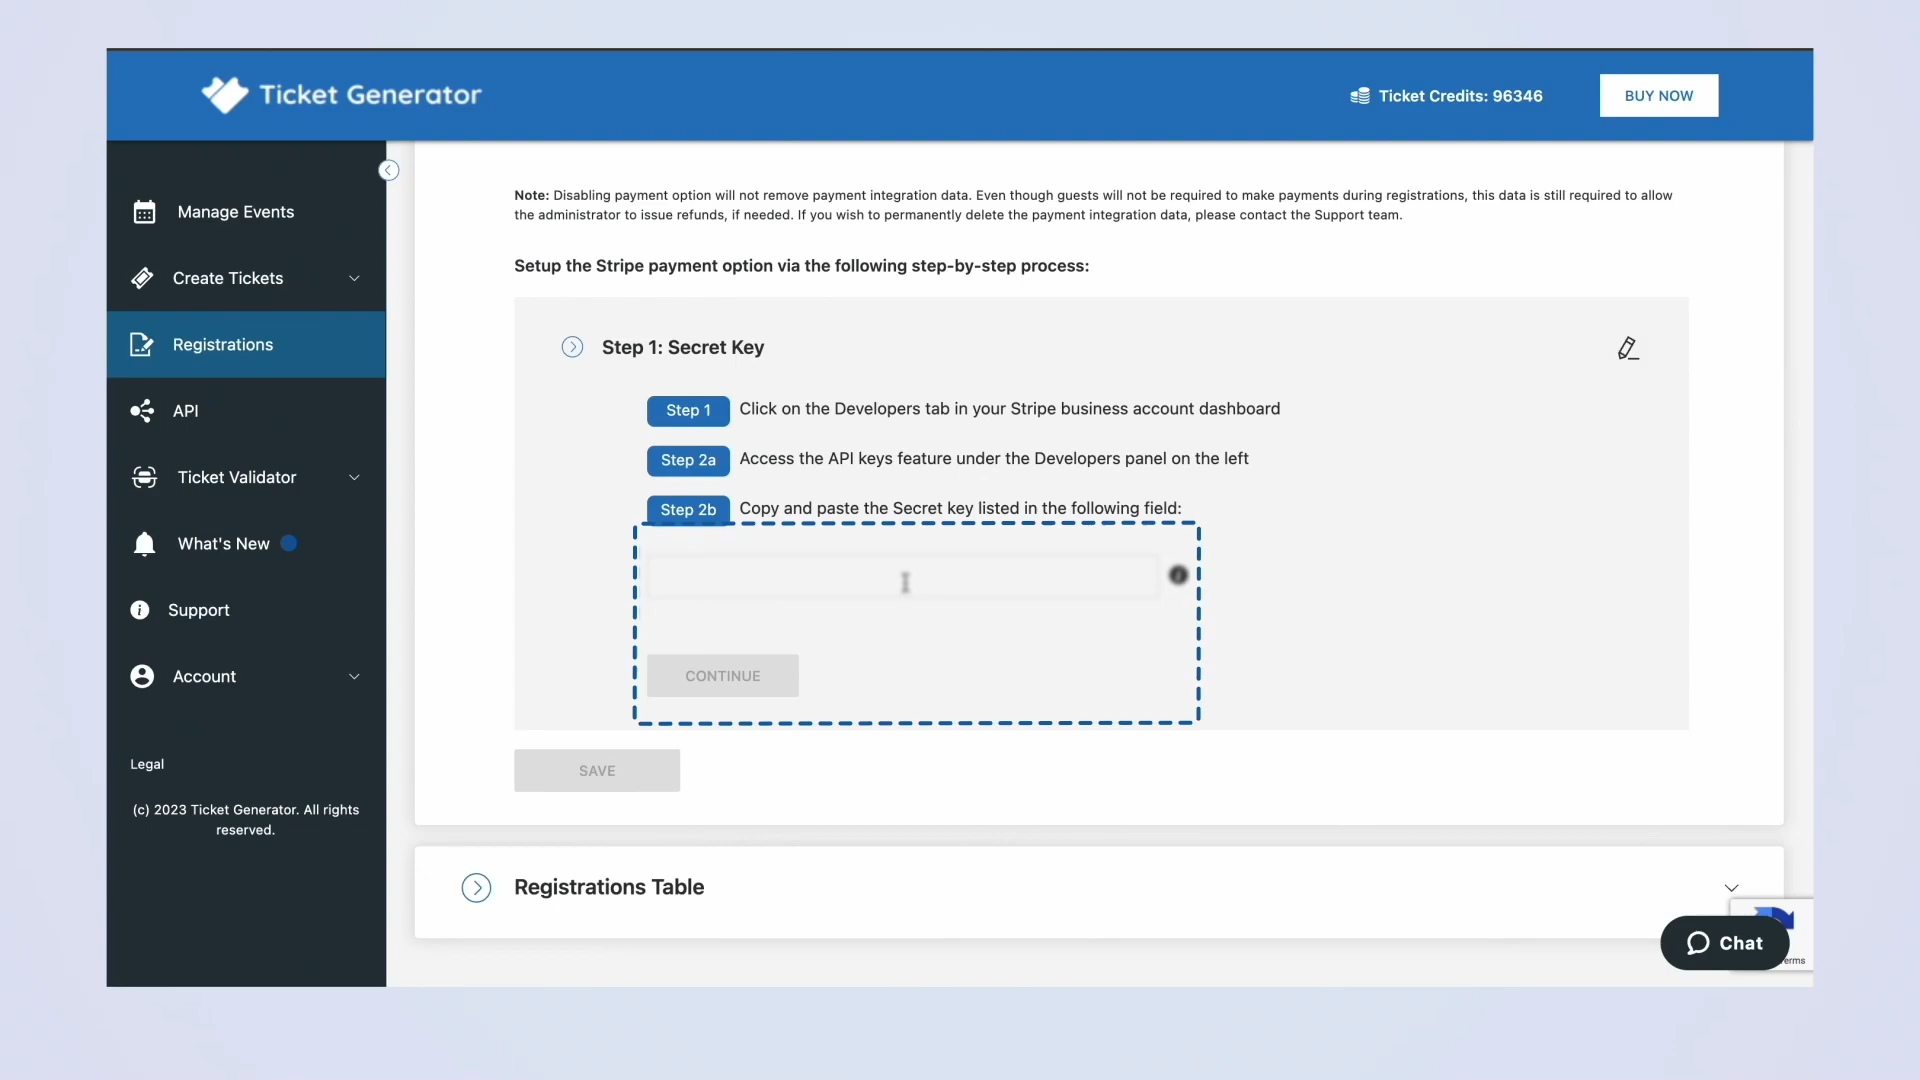 Ticket Generator
Ticket Credits: 96346
BUY NOW
Manage Events
Create Tickets
Registrations
API
Ticket Validator
What's New
Support
Account
Legal
(c) 2023 Ticket Generator. All rights
reserved.
Note: Disabling payment option will not remove payment integration data. Even though guests will not be required to make payments during registrations, this data is still required to allow
the administrator to issue refunds, if needed. If you wish to permanently delete the payment integration data, please contact the Support team.
Setup the Stripe payment option via the following step-by-step process:
Step 1: Secret Key
Step 1 Click on the Developers tab in your Stripe business account dashboard
Step 2a Access the API keys feature under the Developers panel on the left
Step 2b Copy and paste the Secret key listed in the following field:
CONTINUE
SAVE
Registrations Table
Chat